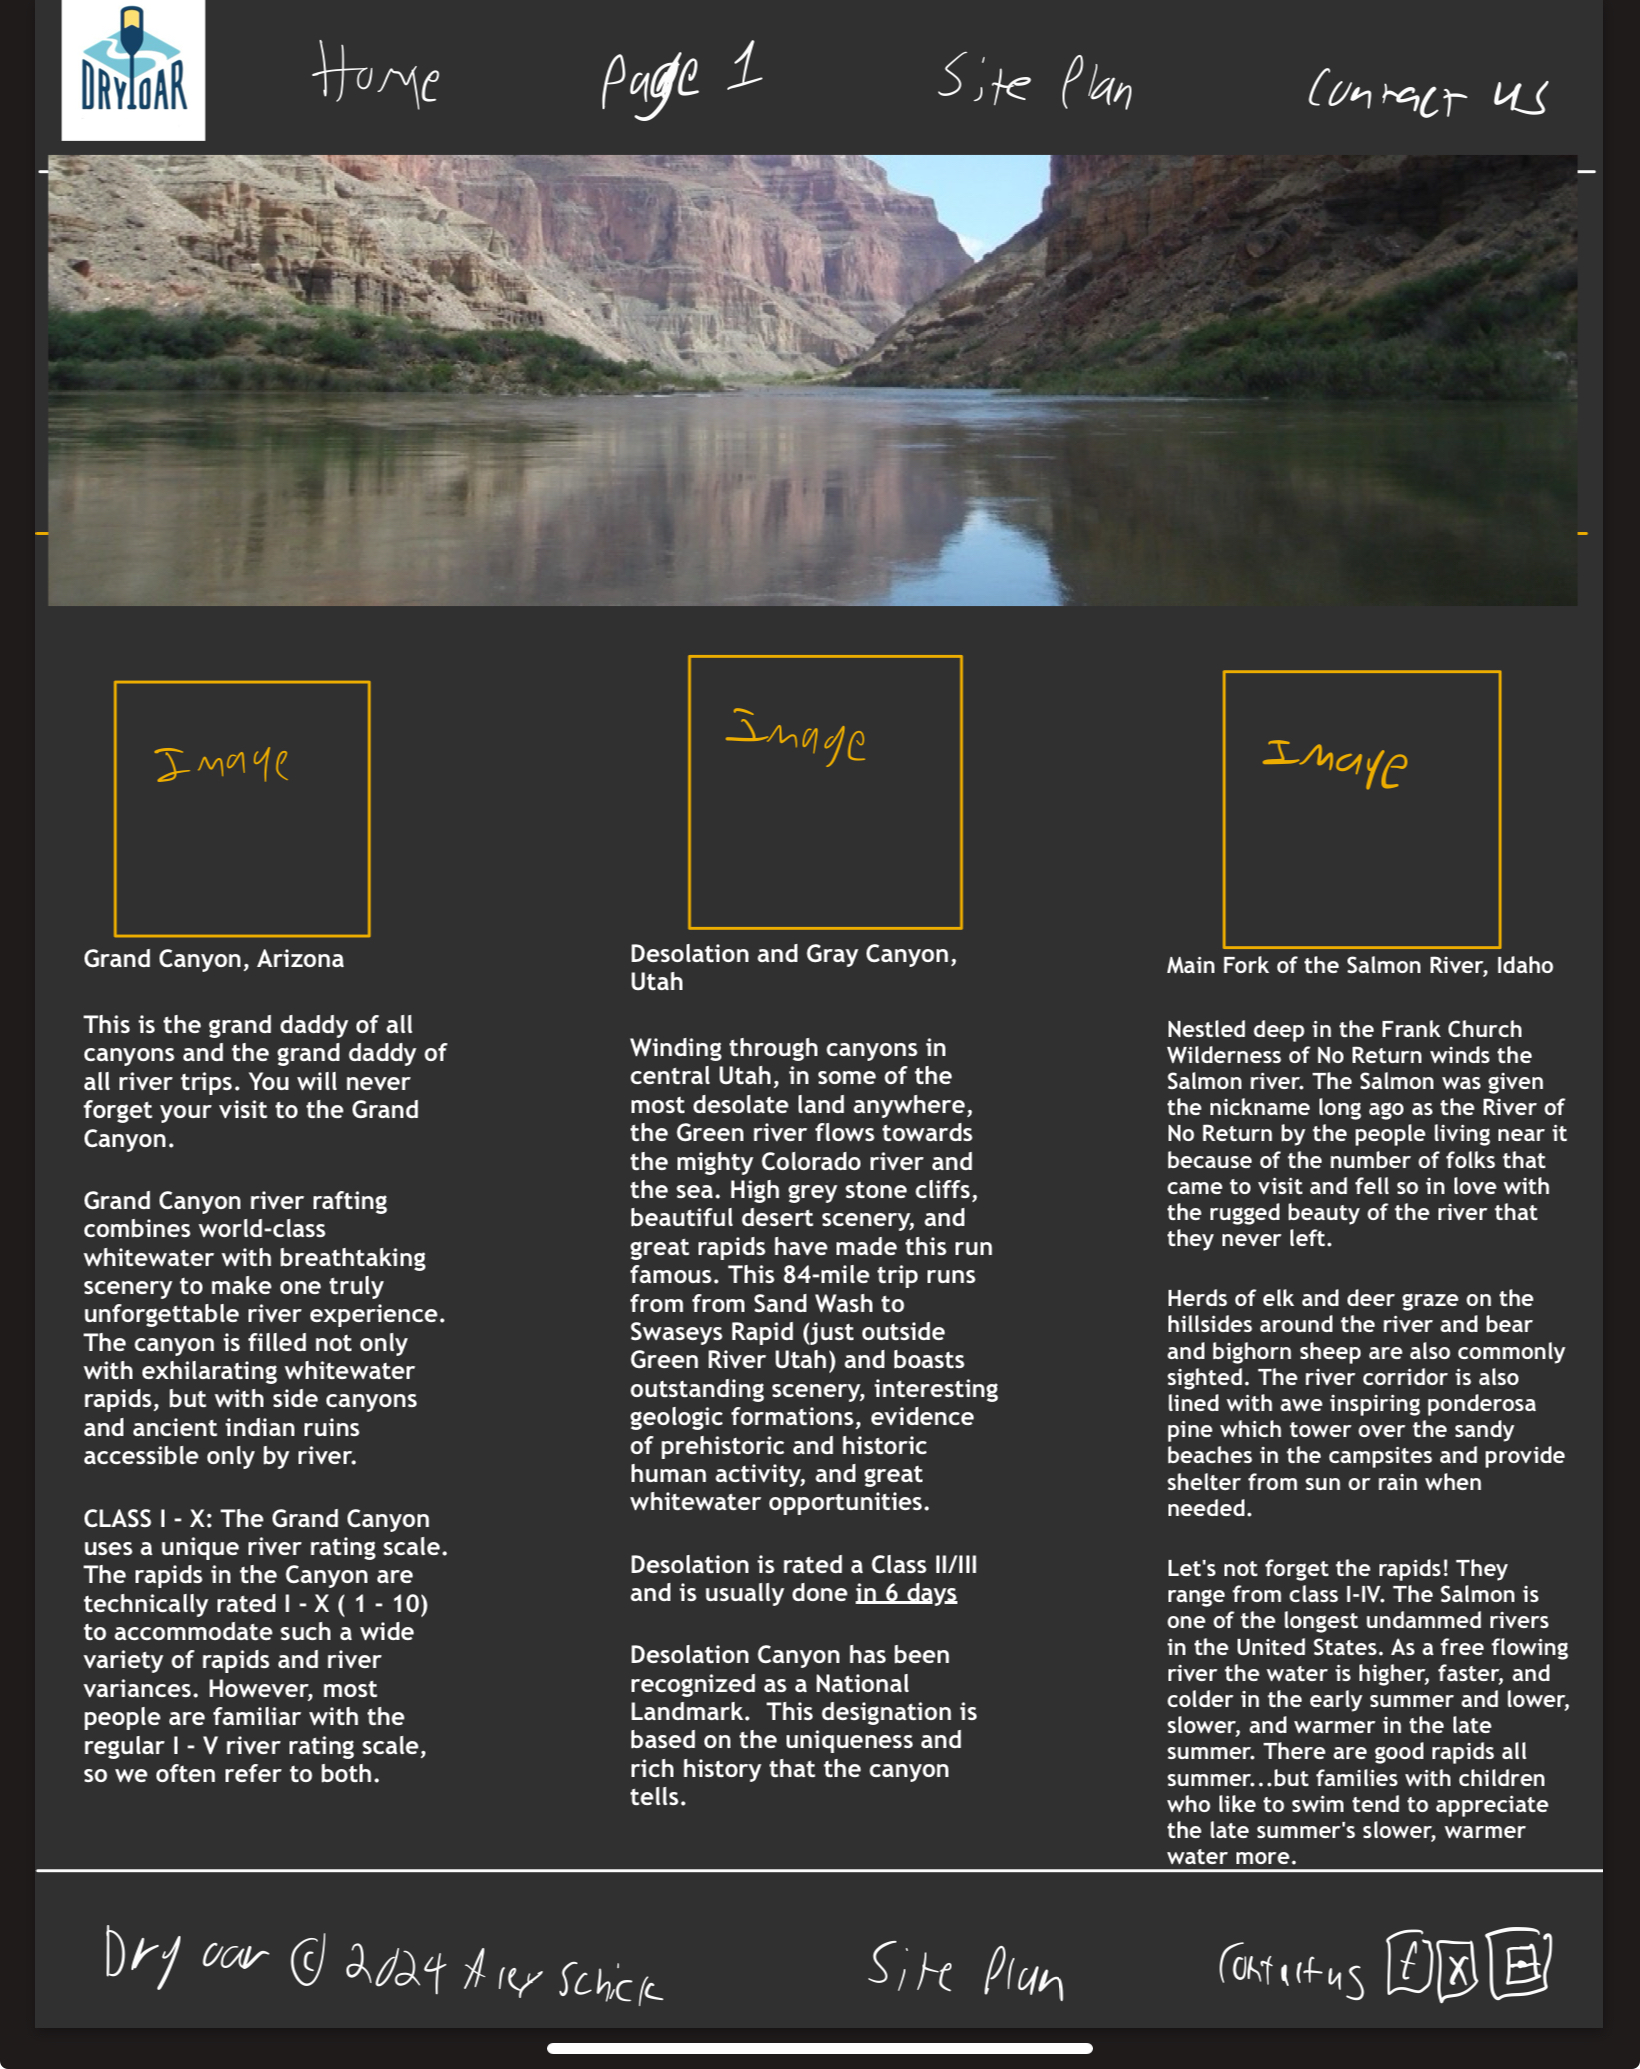 DRYOAR
Home
Page 1
Site Plan
Contact us
Image
Image
Image
Grand Canyon, Arizona
This is the grand daddy of all
canyons and the grand daddy of
all river trips. You will never
forget your visit to the Grand
Canyon.
Grand Canyon river rafting
combines world-class
whitewater with breathtaking
scenery to make one truly
unforgettable river experience.
The canyon is filled not only
with exhilarating whitewater
rapids, but with side canyons
and ancient indian ruins
accessible only by river.
CLASS I - X: The Grand Canyon
uses a unique river rating scale.
The rapids in the Canyon are
technically rated I - X ( 1 - 10)
to accommodate such a wide
variety of rapids and river
variances. However, most
people are familiar with the
regular I - V river rating scale,
so we often refer to both.
Desolation and Gray Canyon,
Utah
Winding through canyons in
central Utah, in some of the
most desolate land anywhere,
the Green river flows towards
the mighty Colorado river and
the sea. High grey stone cliffs,
beautiful desert scenery, and
great rapids have made this run
famous. This 84-mile trip runs
from from Sand Wash to
Swaseys Rapid (just outside
Green River Utah) and boasts
outstanding scenery, interesting
geologic formations, evidence
of prehistoric and historic
human activity, and great
whitewater opportunities.
Desolation is rated a Class II/III
and is usually done in 6 days
Desolation Canyon has been
recognized as a National
Landmark.  This designation is
based on the uniqueness and
rich history that the canyon
tells.
Main Fork of the Salmon River, Idaho
Nestled deep in the Frank Church
Wilderness of No Return winds the
Salmon river. The Salmon was given
the nickname long ago as the River of
No Return by the people living near it
because of the number of folks that
came to visit and fell so in love with
the rugged beauty of the river that
they never left.
Herds of elk and deer graze on the
hillsides around the river and bear
and bighorn sheep are also commonly
sighted. The river corridor is also
lined with awe inspiring ponderosa
pine which tower over the sandy
beaches in the campsites and provide
shelter from sun or rain when
needed.
Let's not forget the rapids! They
range from class I-IV. The Salmon is
one of the longest undammed rivers
in the United States. As a free flowing
river the water is higher, faster, and
colder in the early summer and lower,
slower, and warmer in the late
summer. There are good rapids all
summer...but families with children
who like to swim tend to appreciate
the late summer's slower, warmer
water more.
Dry oar © 2024 Alex Schick
Site Plan
Contact us f X